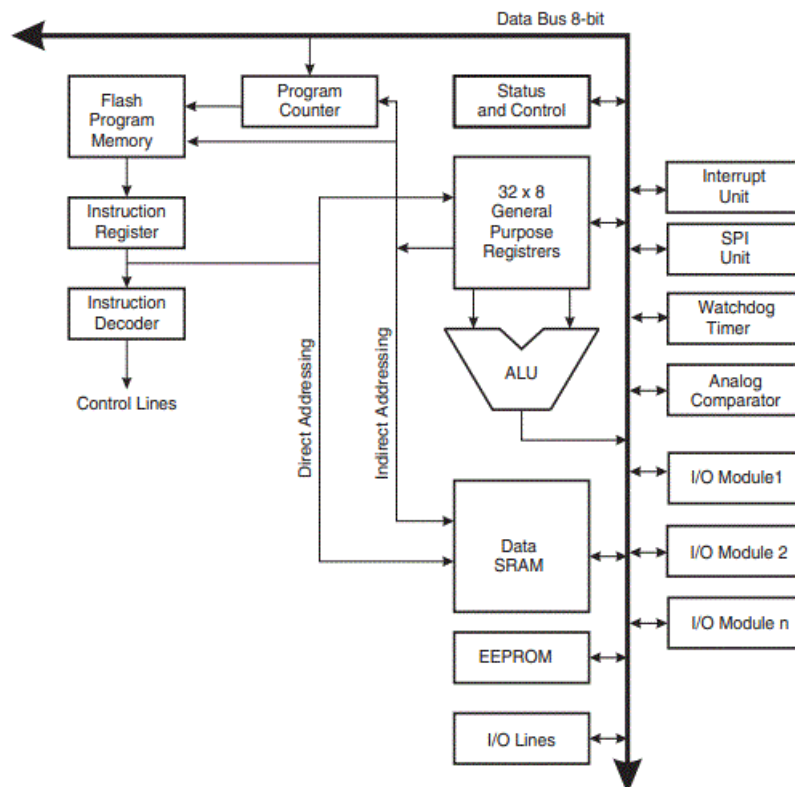 Data Bus 8-bit
Flash
Program
Memory
Program
Counter
Status
and Control
32 x 8
General
Purpose
Registrers
Interrupt
Unit
Instruction
Register
SPI
Unit
Instruction
Decoder
Watchdog
Timer
Control Lines
Direct Addressing
Indirect Addressing
ALU
Analog
Comparator
I/O Module1
Data
SRAM
I/O Module 2
I/O Module n
EEPROM
I/O Lines